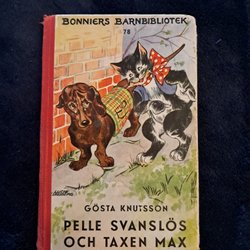 BONNIERS BARNBIBLIOTEK
78
GÖSTA KNUTSSON
PELLE SVANSLÖS
OCH TAXEN MAX